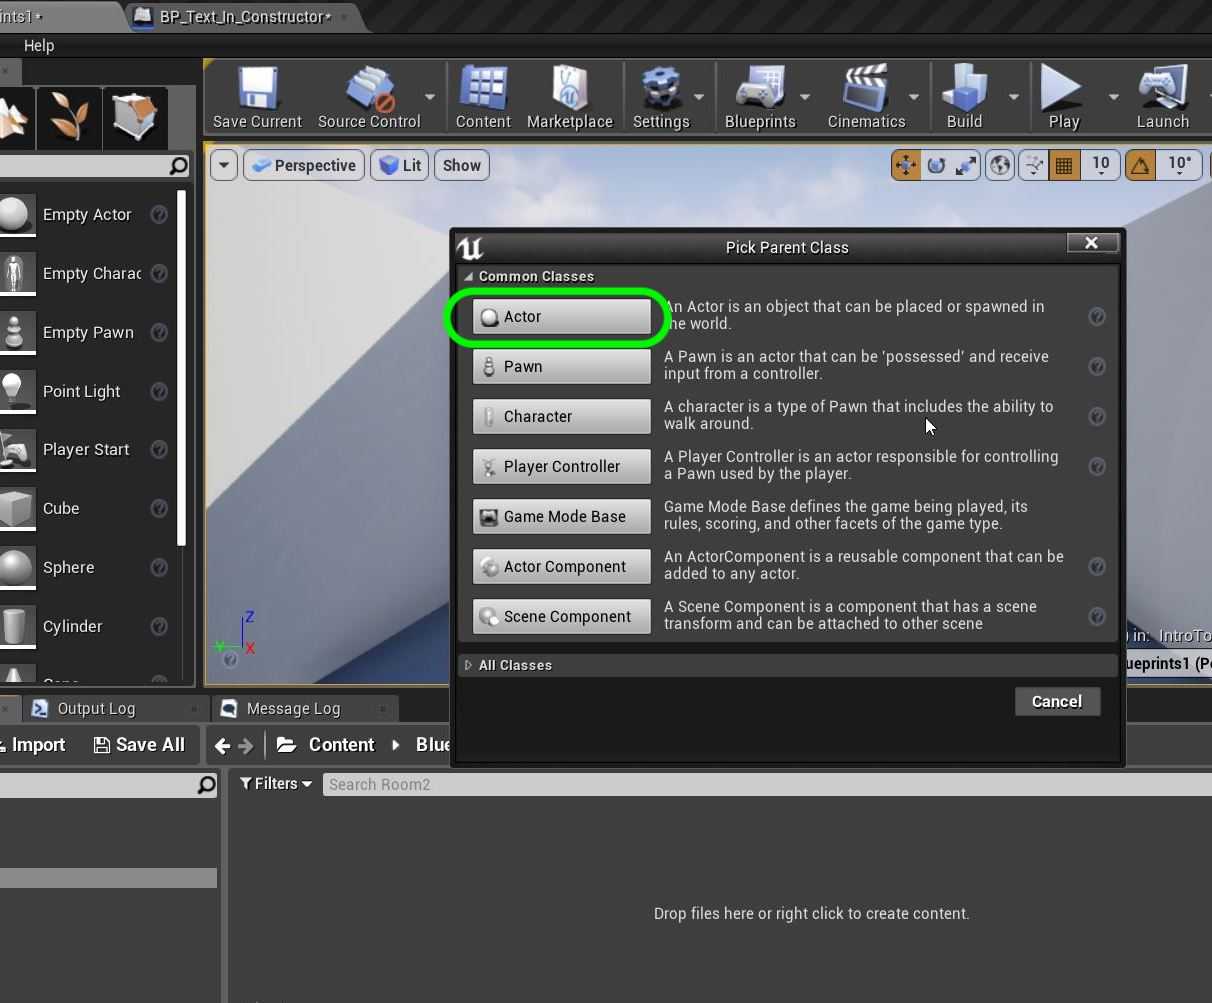 ints1*
BP_Text_In_Constructor*
Help
Save Current
Source Control
Content
Marketplace
Settings
Blueprints
Cinematics
Build
Play
Launch
Perspective
Lit
Show
10
10°
Empty Actor
Empty Charac
Empty Pawn
Point Light
Player Start
Cube
Sphere
Cylinder
Pick Parent Class
Common Classes
Actor
An Actor is an object that can be placed or spawned in
the world.
Pawn
A Pawn is an actor that can be 'possessed' and receive
input from a controller.
Character
A character is a type of Pawn that includes the ability to
walk around.
Player Controller
A Player Controller is an actor responsible for controlling
a Pawn used by the player.
Game Mode Base
Game Mode Base defines the game being played, its
rules, scoring, and other facets of the game type.
Actor Component
An ActorComponent is a reusable component that can be
added to any actor.
Scene Component
A Scene Component is a component that has a scene
transform and can be attached to other scene
All Classes
Cancel
Z
Y
X
) in: IntroTo
ueprints1 (Pe
Output Log
Message Log
Import
Save All
Content
Blue
Filters
Search Room2
Drop files here or right click to create content.